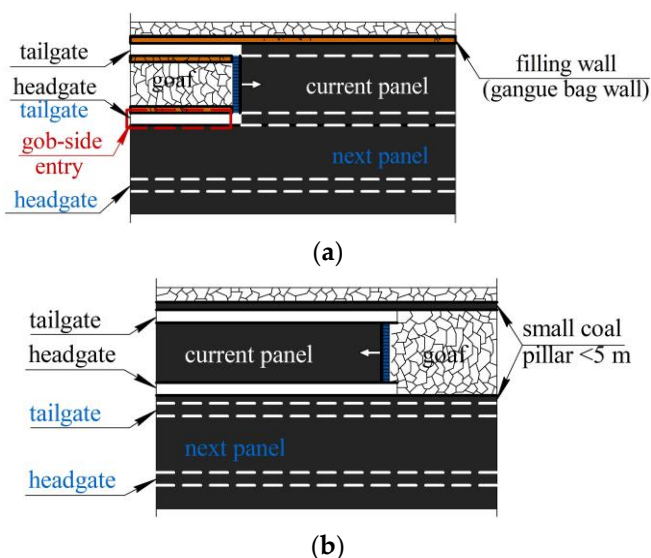 tailgate
headgate
tailgate
gob-side
entry
headgate
goaf
current panel
next panel
filling wall
(gangue bag wall)
(a)
tailgate
headgate
tailgate
headgate
current panel
goaf
next panel
small coal
pillar <5 m
(b)